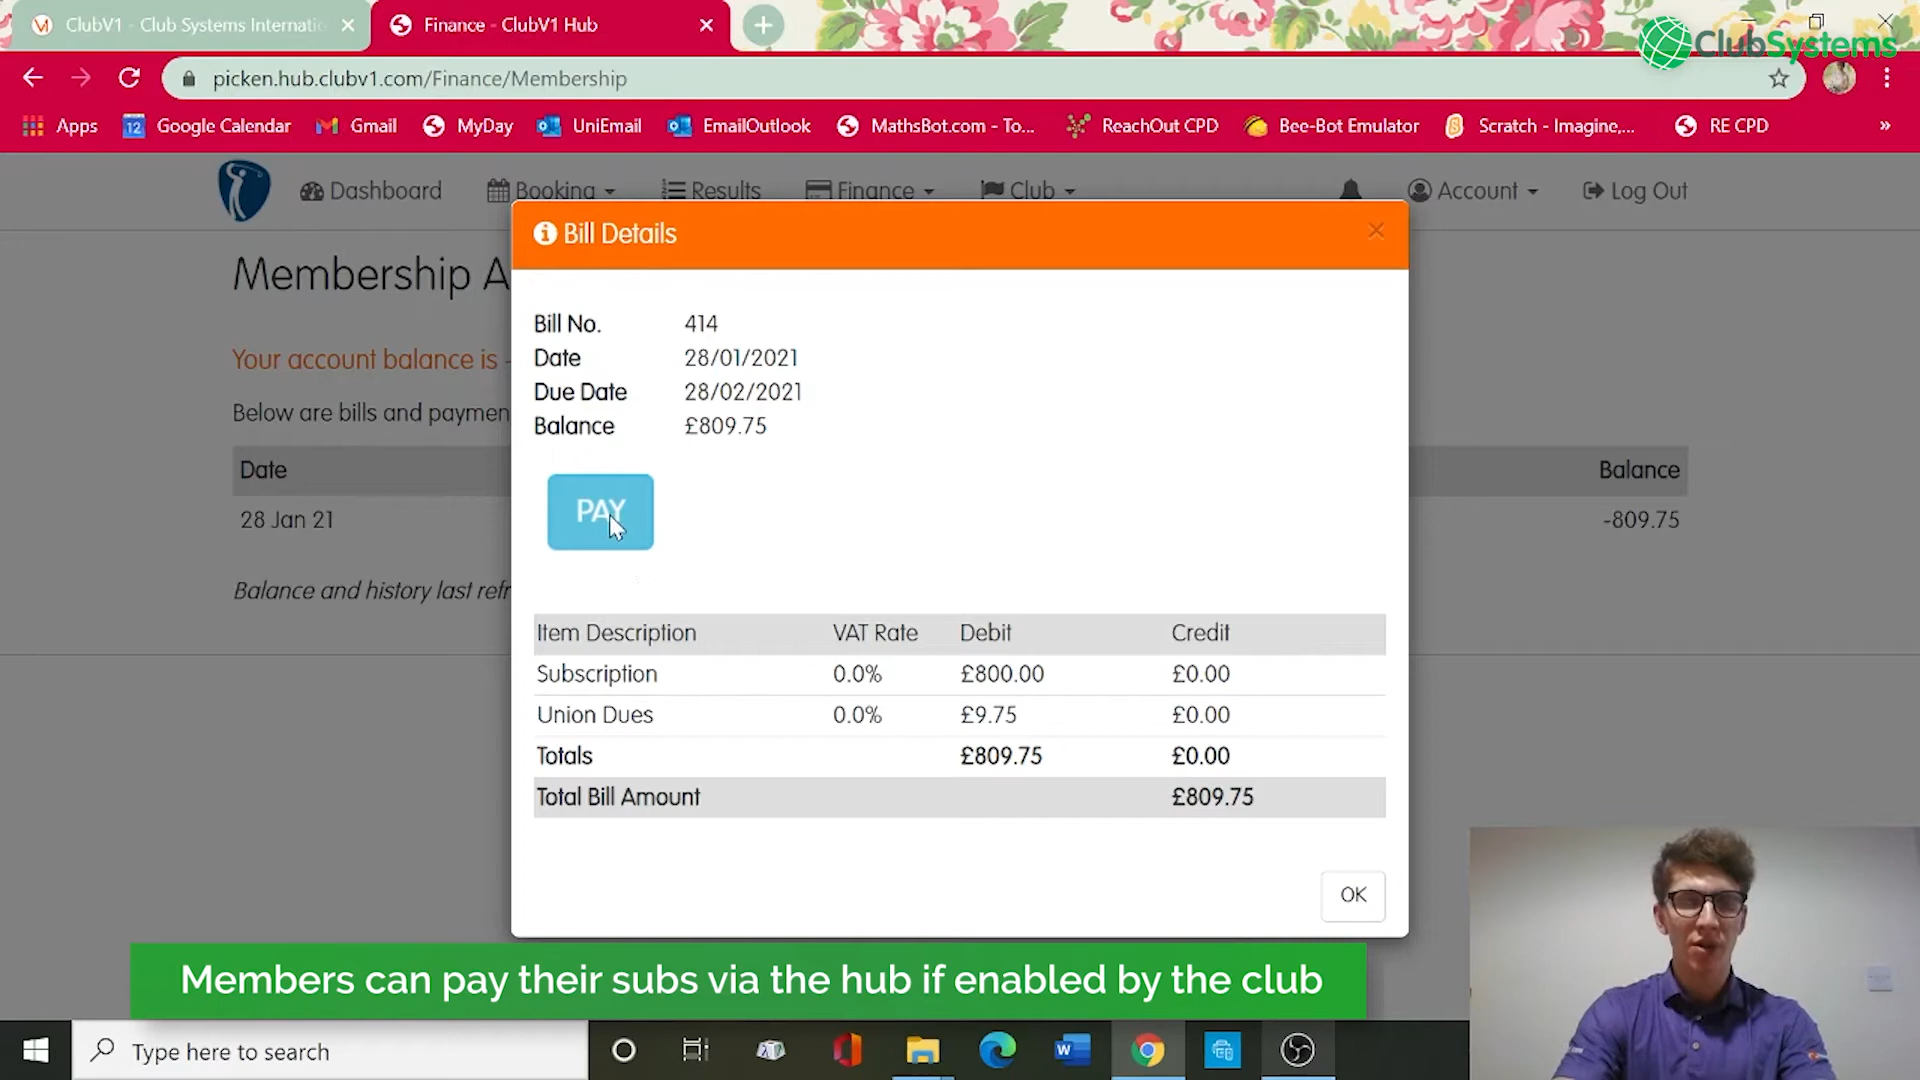 ClubV1 - Club Systems Internati
Finance - ClubV1 Hub
ClubSystems
picken.hub.clubv1.com/Finance/Membership
Apps
12
Google Calendar
Gmail
MyDay
UniEmail
EmailOutlook
MathsBot.com - To...
ReachOut CPD
Bee-Bot Emulator
Scratch - Imagine,...
RE CPD
»
Dashboard
Booking
Results
Finance
Club
Account
Log Out
Membership A
Your account balance is -
Below are bills and paymen
Date
Balance
28 Jan 21
-809.75
Balance and history last refr
Bill Details
Bill No. 414
Date 28/01/2021
Due Date 28/02/2021
Balance £809.75
PAY
Item Description VAT Rate Debit Credit
Subscription 0.0% £800.00 £0.00
Union Dues 0.0% £9.75 £0.00
Totals £809.75 £0.00
Total Bill Amount £809.75
OK
Members can pay their subs via the hub if enabled by the club
Type here to search